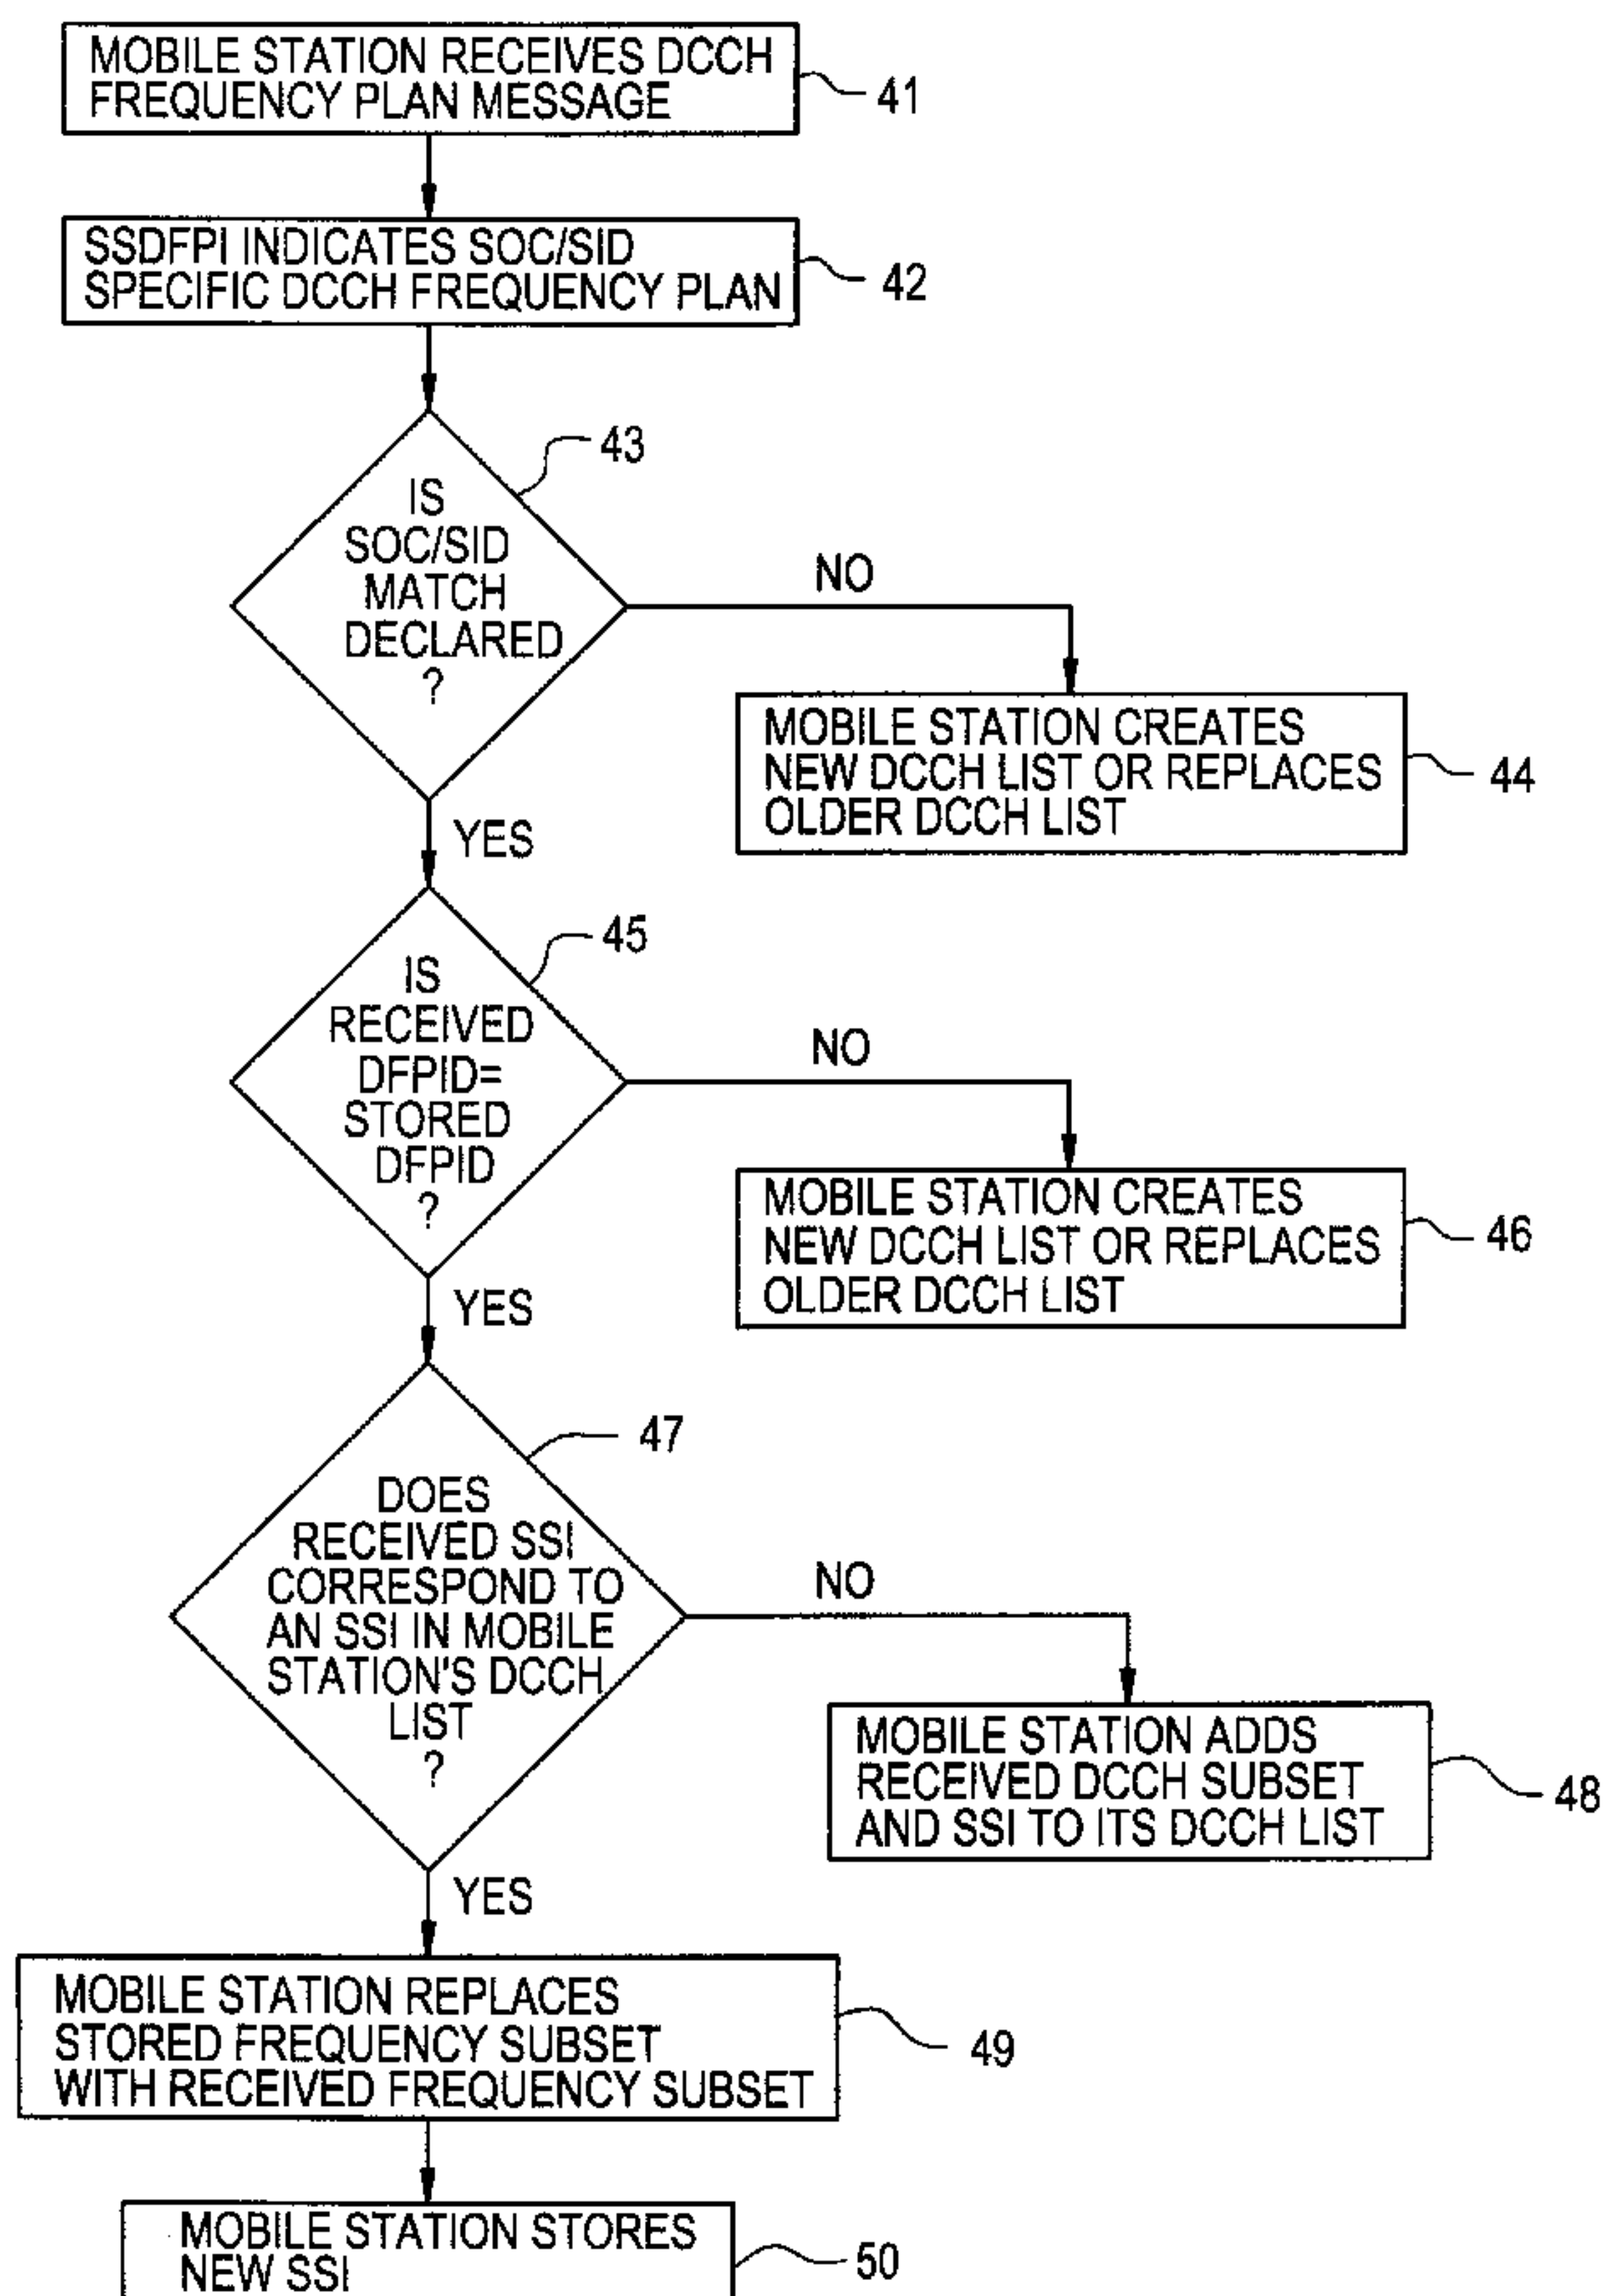 MOBILE STATION RECEIVES DCCH
FREQUENCY PLAN MESSAGE
41
SSDFPI INDICATES SOC/SID
SPECIFIC DCCH FREQUENCY PLAN
42
43
IS
SOC/SID
MATCH
DECLARED
?
NO
MOBILE STATION CREATES
NEW DCCH LIST OR REPLACES
OLDER DCCH LIST
44
YES
45
IS
RECEIVED
DFPID=
STORED
DFPID
?
NO
MOBILE STATION CREATES
NEW DCCH LIST OR REPLACES
OLDER DCCH LIST
46
YES
47
DOES
RECEIVED SSI
CORRESPOND TO
AN SSI IN MOBILE
STATION'S DCCH
LIST
?
NO
MOBILE STATION ADDS
RECEIVED DCCH SUBSET
AND SSI TO ITS DCCH LIST
48
YES
MOBILE STATION REPLACES
STORED FREQUENCY SUBSET
WITH RECEIVED FREQUENCY SUBSET
49
MOBILE STATION STORES
NEW SSI
50